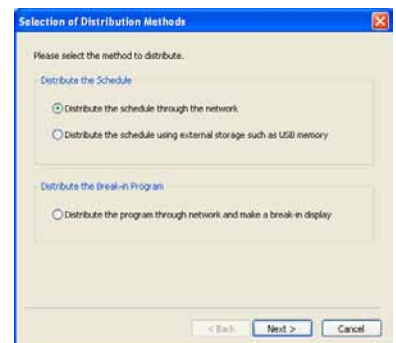 Selection of Distribution Methods
Please select the method to distribute.
Distribute the Schedule
Distribute the schedule through the network
Distribute the schedule using external storage such as USB memory
Distribute the Break-in Program
Distribute the program through network and make a break-in display
< Back
Next >
Cancel